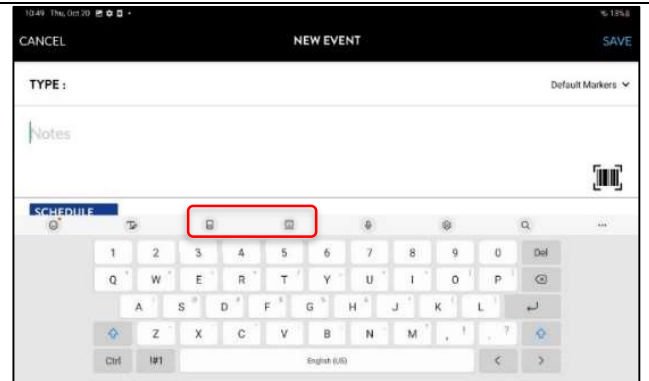 10:49 Thu, Oct 20
13%
CANCEL NEW EVENT SAVE
TYPE : Default Markers
Notes
SCHEDULE
1 2 3 4 5 6 7 8 9 0 Del
Q W E R T Y U I O P
A S D F G H J K L
Z X C V B N M , ! . ?
Ctrl !#1 English (US) < >